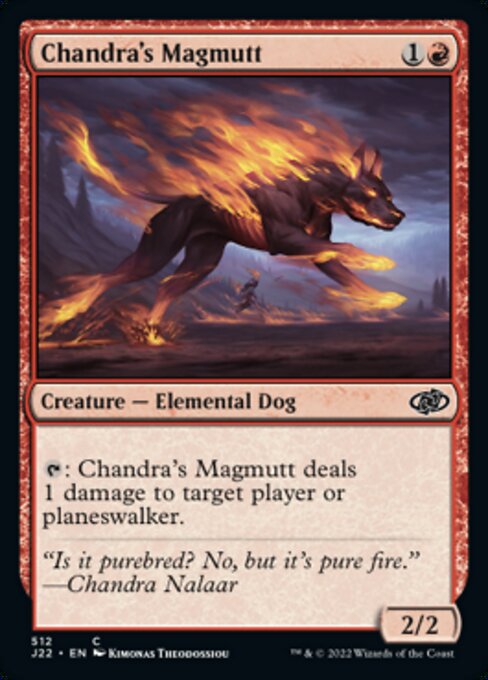 Chandra's Magmutt 1
Creature — Elemental Dog
: Chandra's Magmutt deals
1 damage to target player or
planeswalker.
"Is it purebred? No, but it's pure fire."
—Chandra Nalaar
2/2
512 C
J22 • EN Kimonas Theodossiou
™ & © 2022 Wizards of the Coast